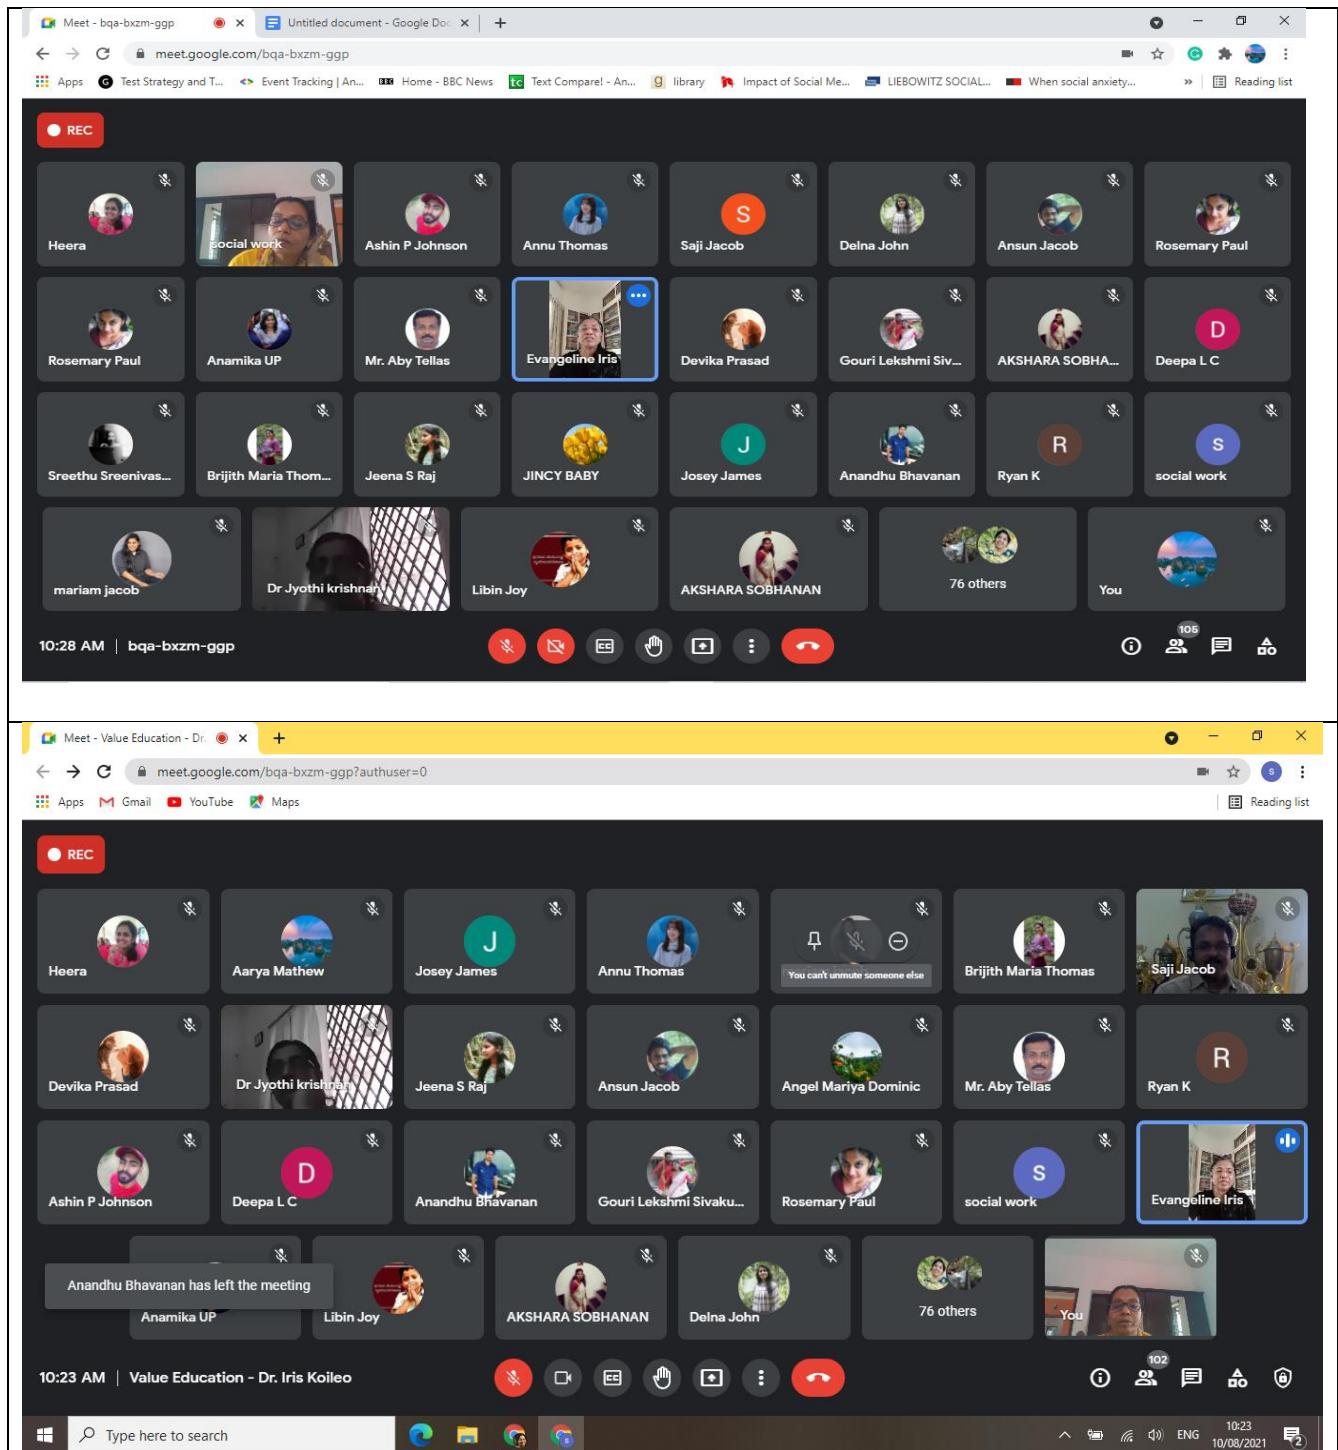 Meet - bqa-bxzm-ggp
Untitled document - Google Doc
meet.google.com/bqa-bxzm-ggp
Apps
Test Strategy and T...
Event Tracking | An...
BBC Home - BBC News
tc Text Compare! - An...
g library
Impact of Social Me...
LIEBOWITZ SOCIAL...
When social anxiety...
»
Reading list
REC
Heera
social work
Ashin P Johnson
Annu Thomas
S
Saji Jacob
Delna John
Ansun Jacob
Rosemary Paul
Rosemary Paul
Anamika UP
Mr. Aby Tellas
Evangeline Iris
Devika Prasad
Gouri Lekshmi Siv...
AKSHARA SOBHA...
D
Deepa L C
Sreethu Sreenivas...
Brijith Maria Thom...
Jeena S Raj
JINCY BABY
J
Josey James
Anandhu Bhavanan
R
Ryan K
s
social work
mariam jacob
Dr Jyothi krishnan
Libin Joy
AKSHARA SOBHANAN
76 others
You
10:28 AM | bqa-bxzm-ggp
105
Meet - Value Education - Dr.
meet.google.com/bqa-bxzm-ggp?authuser=0
s
Apps
Gmail
YouTube
Maps
Reading list
REC
Heera
Aarya Mathew
J
Josey James
Annu Thomas
You can't unmute someone else
Brijith Maria Thomas
Saji Jacob
Devika Prasad
Dr Jyothi krishnan
Jeena S Raj
Ansun Jacob
Angel Mariya Dominic
Mr. Aby Tellas
R
Ryan K
Ashin P Johnson
D
Deepa L C
Anandhu Bhavanan
Gouri Lekshmi Sivaku...
Rosemary Paul
s
social work
Evangeline Iris
Anandhu Bhavanan has left the meeting
Anamika UP
Libin Joy
AKSHARA SOBHANAN
Delna John
76 others
You
10:23 AM | Value Education - Dr. Iris Koileo
102
Type here to search
ENG
10:23
10/08/2021
2